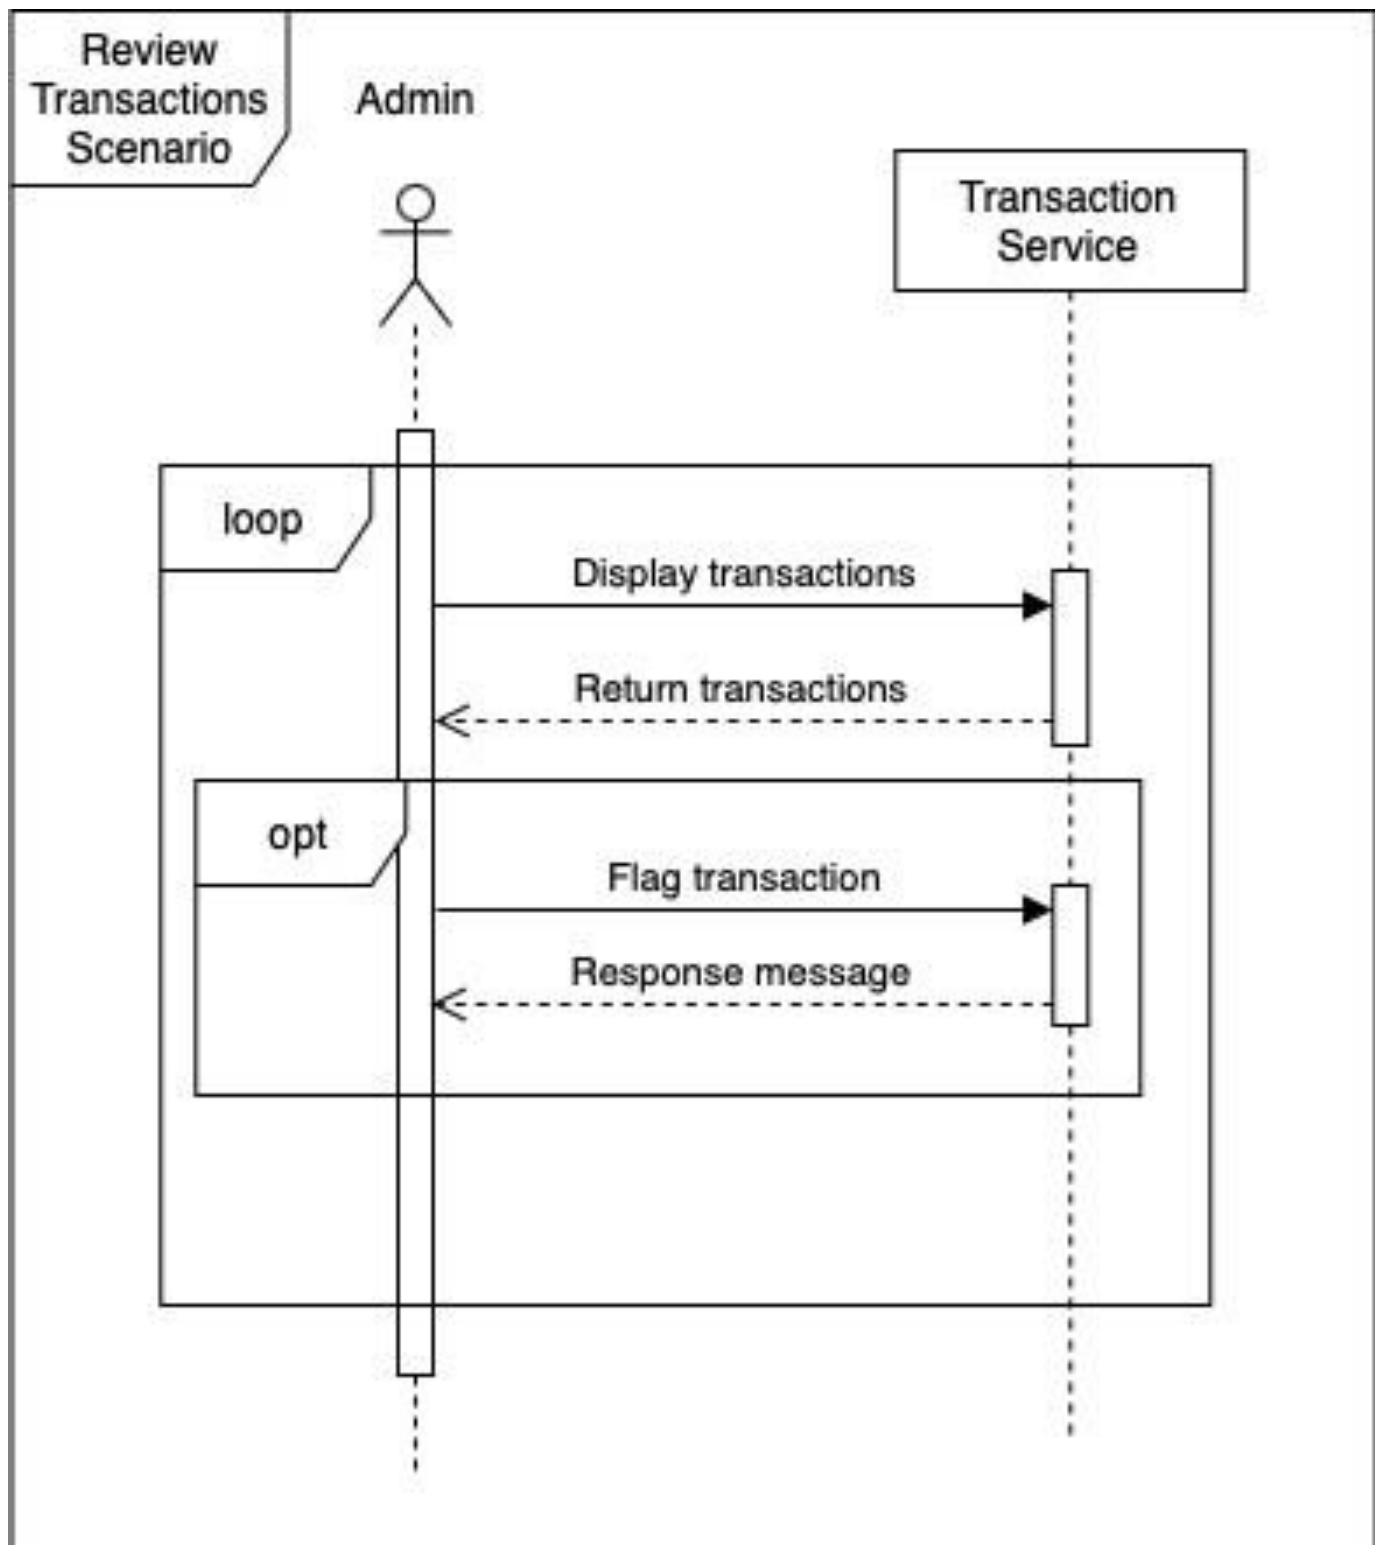 Review
Transactions
Scenario
Admin
Transaction
Service
loop
Display transactions
Return transactions
opt
Flag transaction
Response message